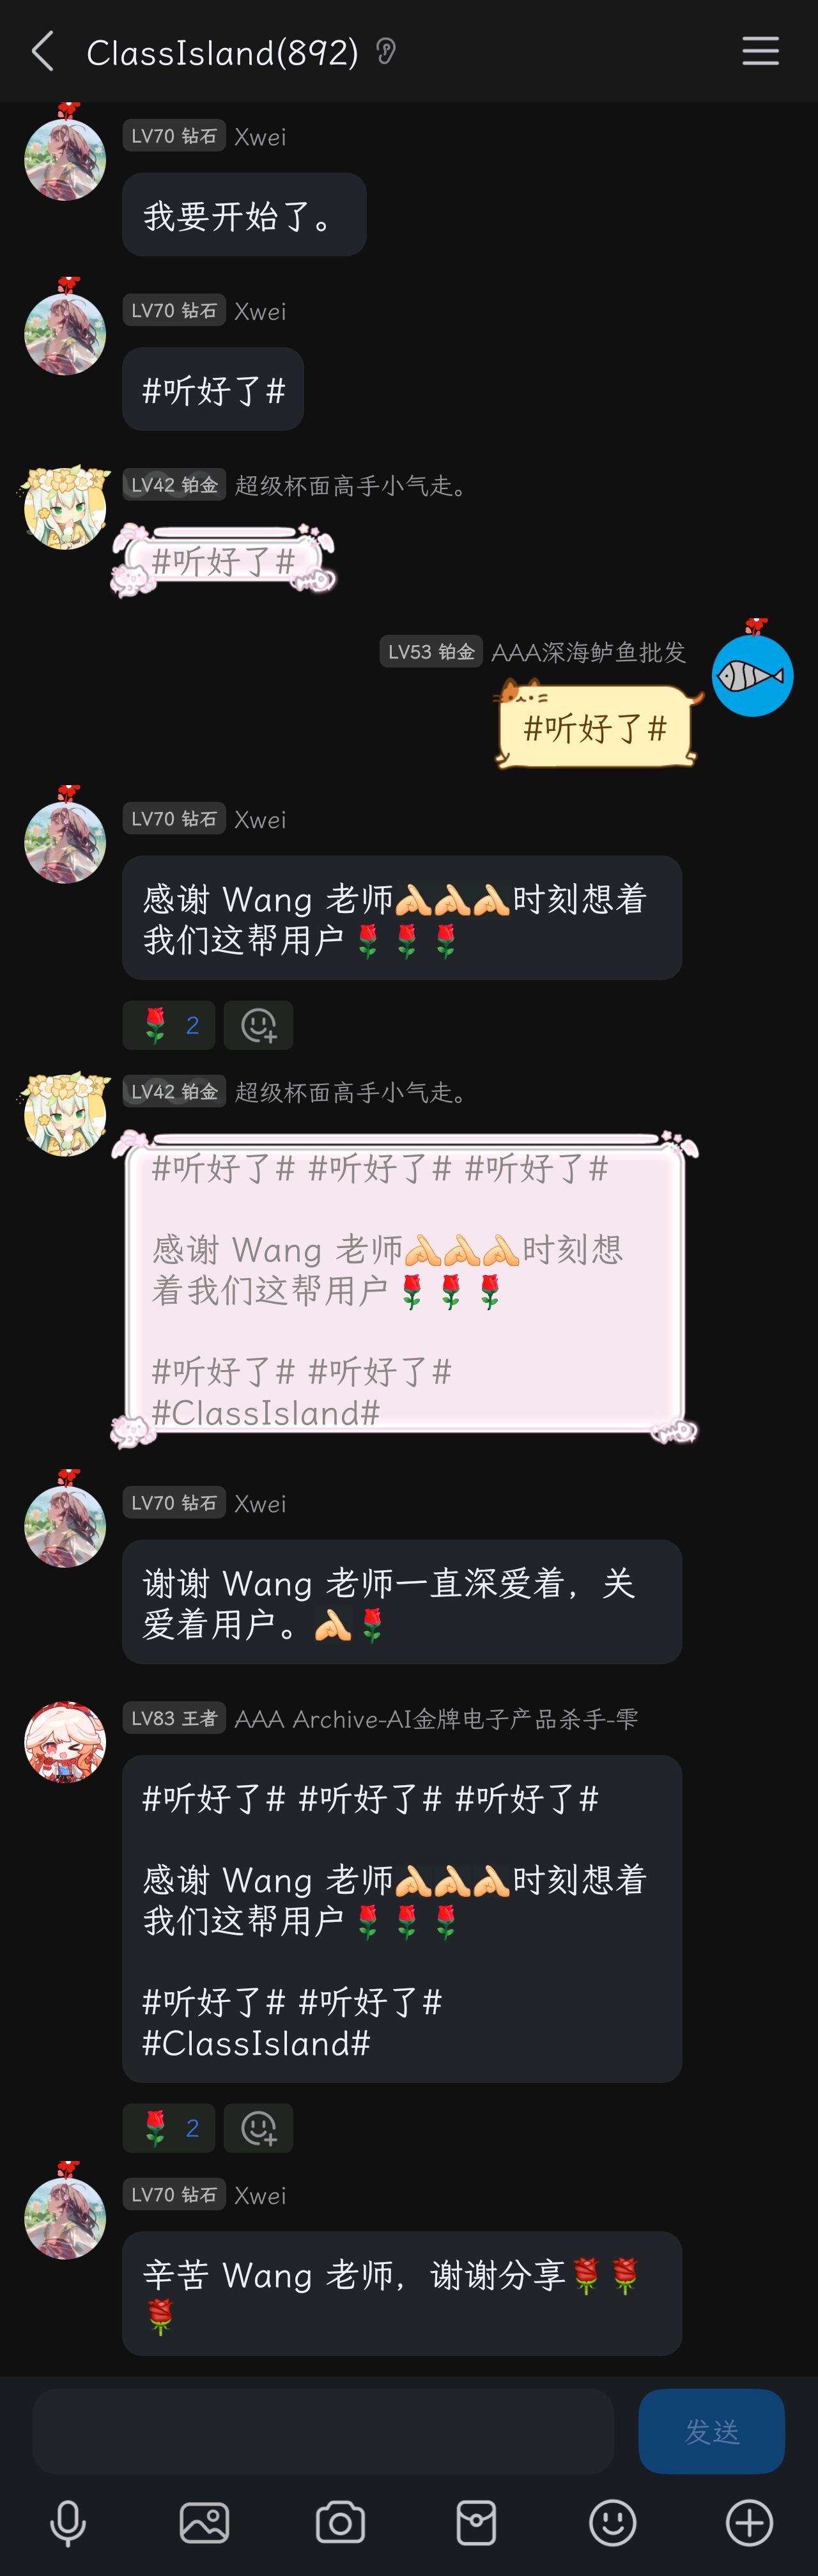 ClassIsland(892)
LV70 钻石 Xwei
我要开始了。
LV70 钻石 Xwei
#听好了#
LV42 铂金 超级杯面高手小气走。
#听好了#
LV53 铂金 AAA深海鲈鱼批发
#听好了#
LV70 钻石 Xwei
感谢 Wang 老师🫰🏻🫰🏻🫰🏻时刻想着
我们这帮用户🌹🌹🌹
🌹 2
LV42 铂金 超级杯面高手小气走。
#听好了# #听好了# #听好了#
感谢 Wang 老师🫰🏻🫰🏻🫰🏻时刻想
着我们这帮用户🌹🌹🌹
#听好了# #听好了#
#ClassIsland#
LV70 钻石 Xwei
谢谢 Wang 老师一直深爱着，关
爱着用户。🫰🏻🌹
LV83 王者 AAA Archive-AI金牌电子产品杀手-雫
#听好了# #听好了# #听好了#
感谢 Wang 老师🫰🏻🫰🏻🫰🏻时刻想着
我们这帮用户🌹🌹🌹
#听好了# #听好了#
#ClassIsland#
🌹 2
LV70 钻石 Xwei
辛苦 Wang 老师，谢谢分享🌹🌹
🌹
发送